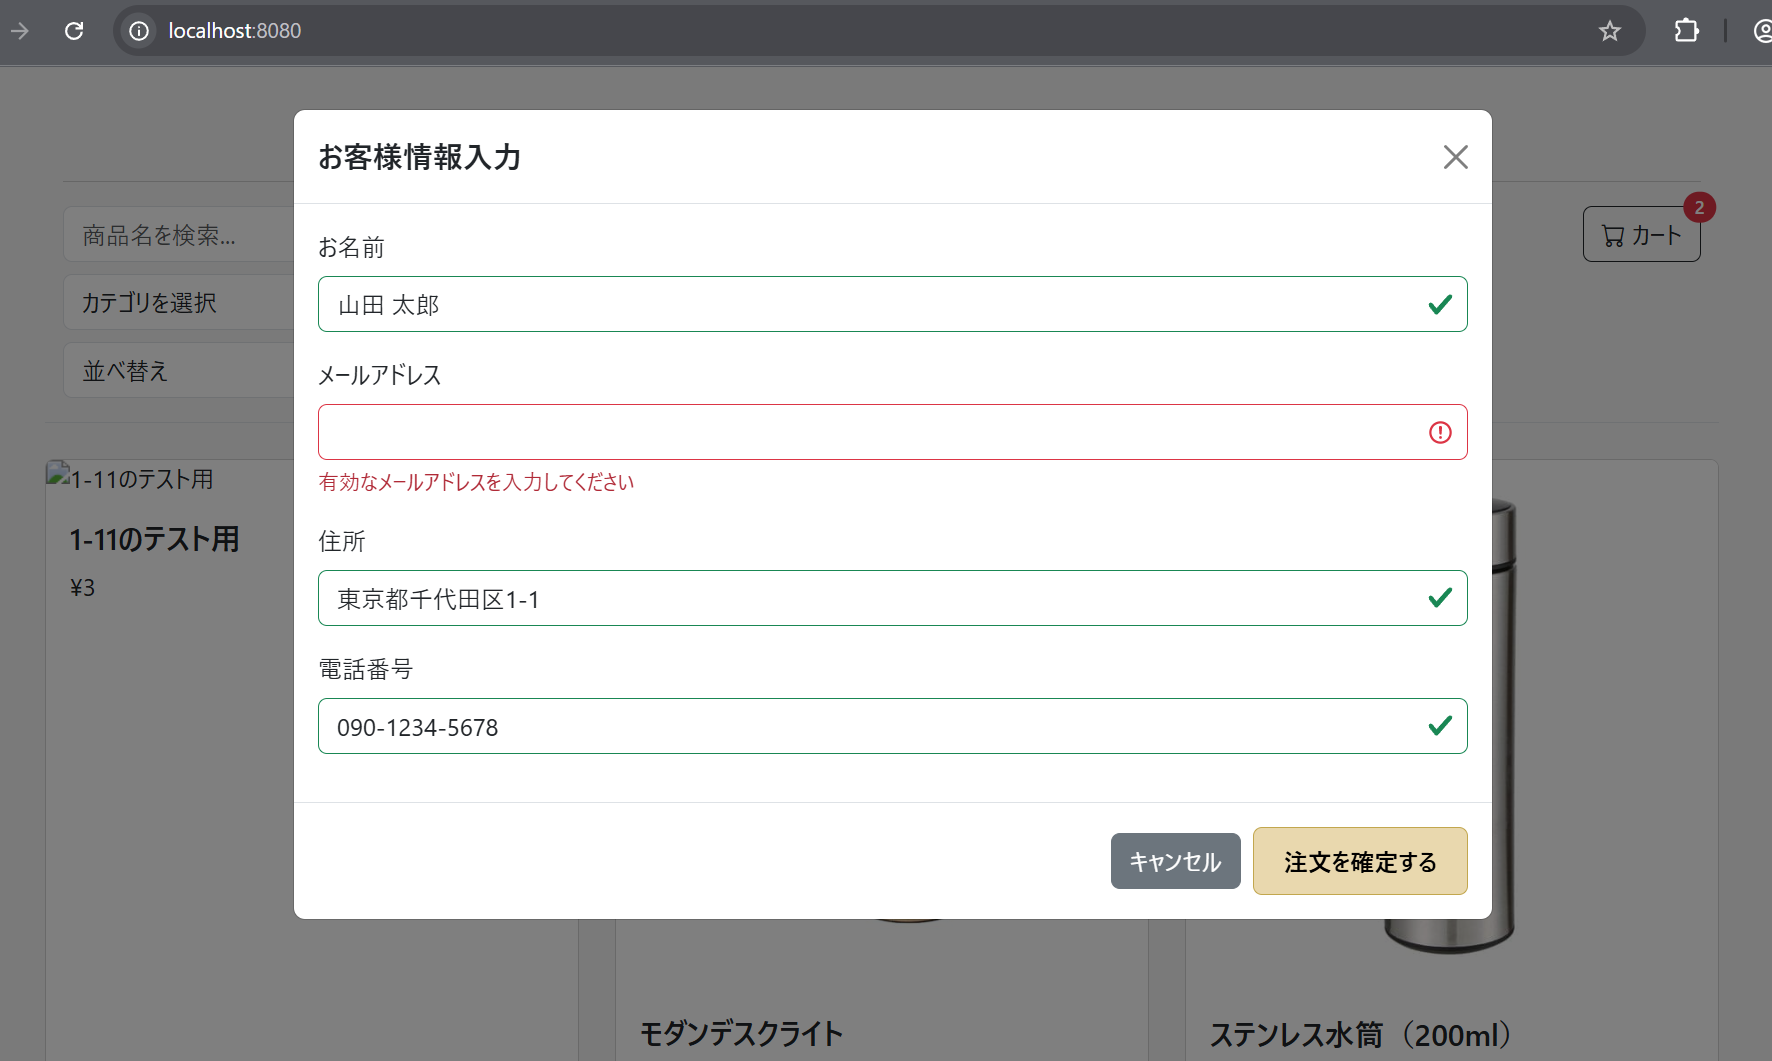 localhost:8080
お客様情報入力
お名前
山田 太郎
メールアドレス
有効なメールアドレスを入力してください
住所
東京都千代田区1-1
電話番号
090-1234-5678
キャンセル
注文を確定する
商品名を検索...
カテゴリを選択
並べ替え
カート
2
1-11のテスト用
1-11のテスト用
¥3
モダンデスクライト
ステンレス水筒（200ml）